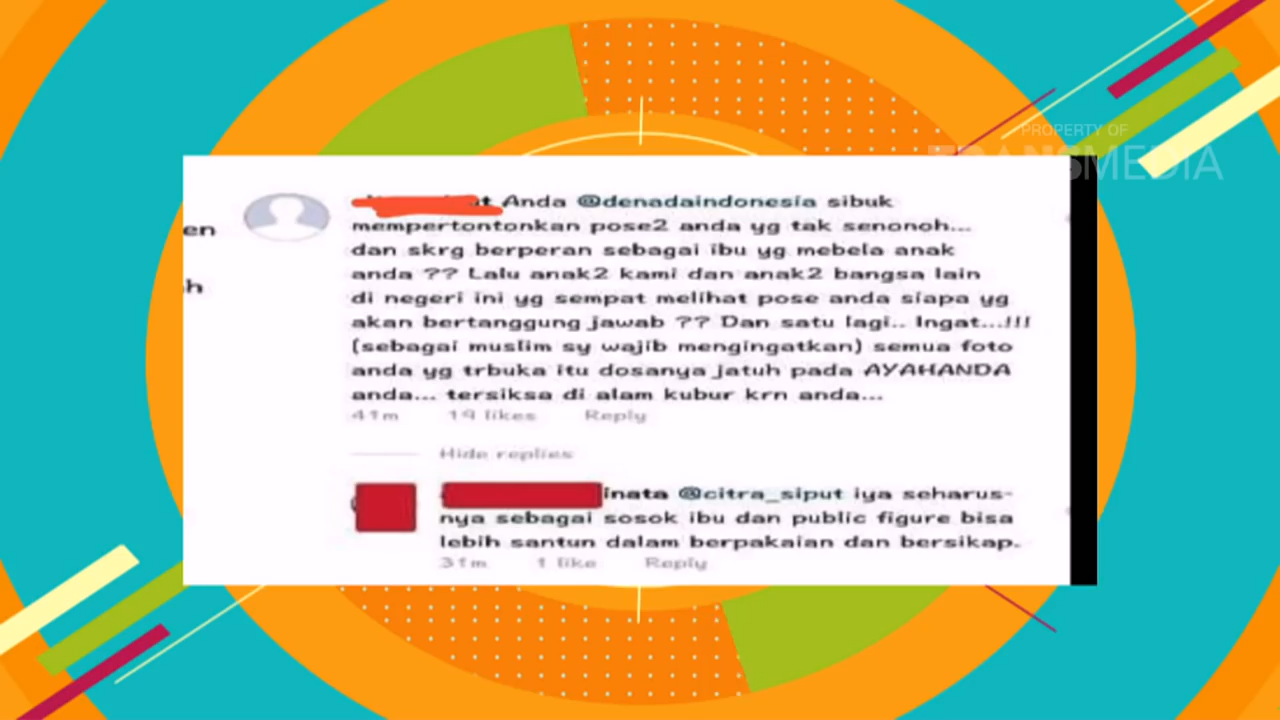 PROPERTY OF
TRANSMEDIA
en
h
t Anda @denadaindonesia sibuk
mempertontonkan pose2 anda yg tak senonoh...
dan skrg berperan sebagai ibu yg mebela anak
anda ?? Lalu anak2 kami dan anak2 bangsa lain
di negeri ini yg sempat melihat pose anda siapa yg
akan bertanggung jawab ?? Dan satu lagi.. Ingat...!!!
(sebagai muslim sy wajib mengingatkan) semua foto
anda yg trbuka itu dosanya jatuh pada AYAHANDA
anda... tersiksa di alam kubur krn anda...
41m 19 likes Reply
Hide replies
inata @citra_siput iya seharus-
nya sebagai sosok ibu dan public figure bisa
lebih santun dalam berpakaian dan bersikap.
31m 1 like Reply